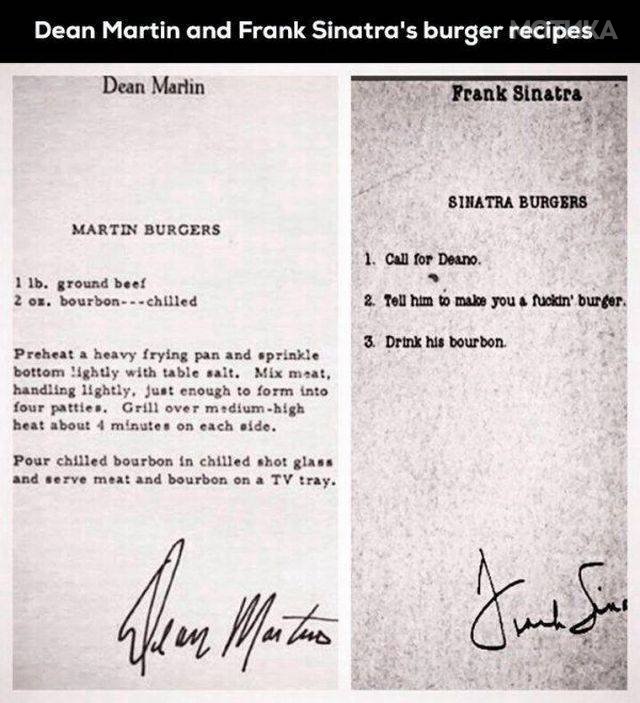 Dean Martin and Frank Sinatra's burger recipes
МОТИКА
Dean Martin
MARTIN BURGERS
1 lb. ground beef
2 oz. bourbon---chilled
Preheat a heavy frying pan and sprinkle
bottom lightly with table salt. Mix meat,
handling lightly, just enough to form into
four patties. Grill over medium-high
heat about 4 minutes on each side.
Pour chilled bourbon in chilled shot glass
and serve meat and bourbon on a TV tray.
Dean Martin
Frank Sinatra
SINATRA BURGERS
1. Call for Deano.
2. Tell him to make you a fuckin' burger.
3. Drink his bourbon.
Frank Sin